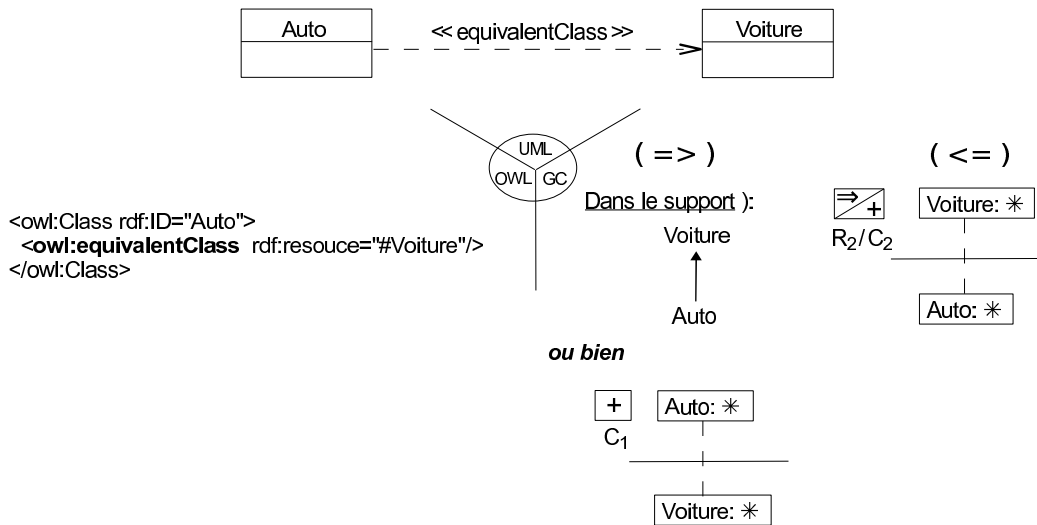 Auto
<< equivalentClass >>
Voiture
UML
OWL
GC
( => )
( <= )
<owl:Class rdf:ID="Auto">
<owl:equivalentClass rdf:resouce="#Voiture"/>
</owl:Class>
Dans le support ):
Voiture
Auto
⇒ +
R2/C2
Voiture: ✳
Auto: ✳
ou bien
+
C1
Auto: ✳
Voiture: ✳